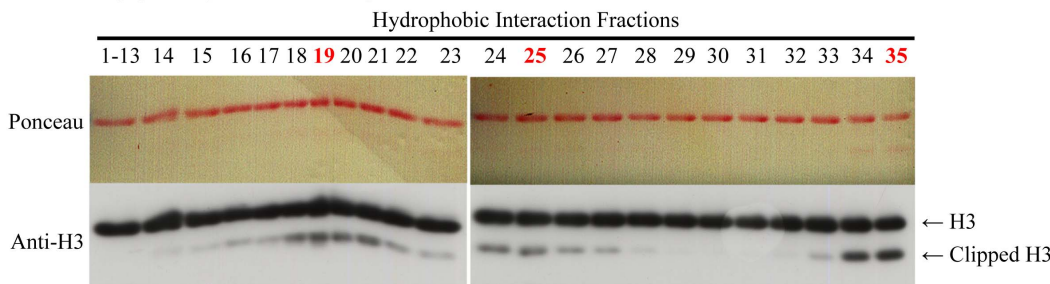 Hydrophobic Interaction Fractions
1-13 14 15 16 17 18 19 20 21 22 23 24 25 26 27 28 29 30 31 32 33 34 35
Ponceau
← H3
Anti-H3
← Clipped H3